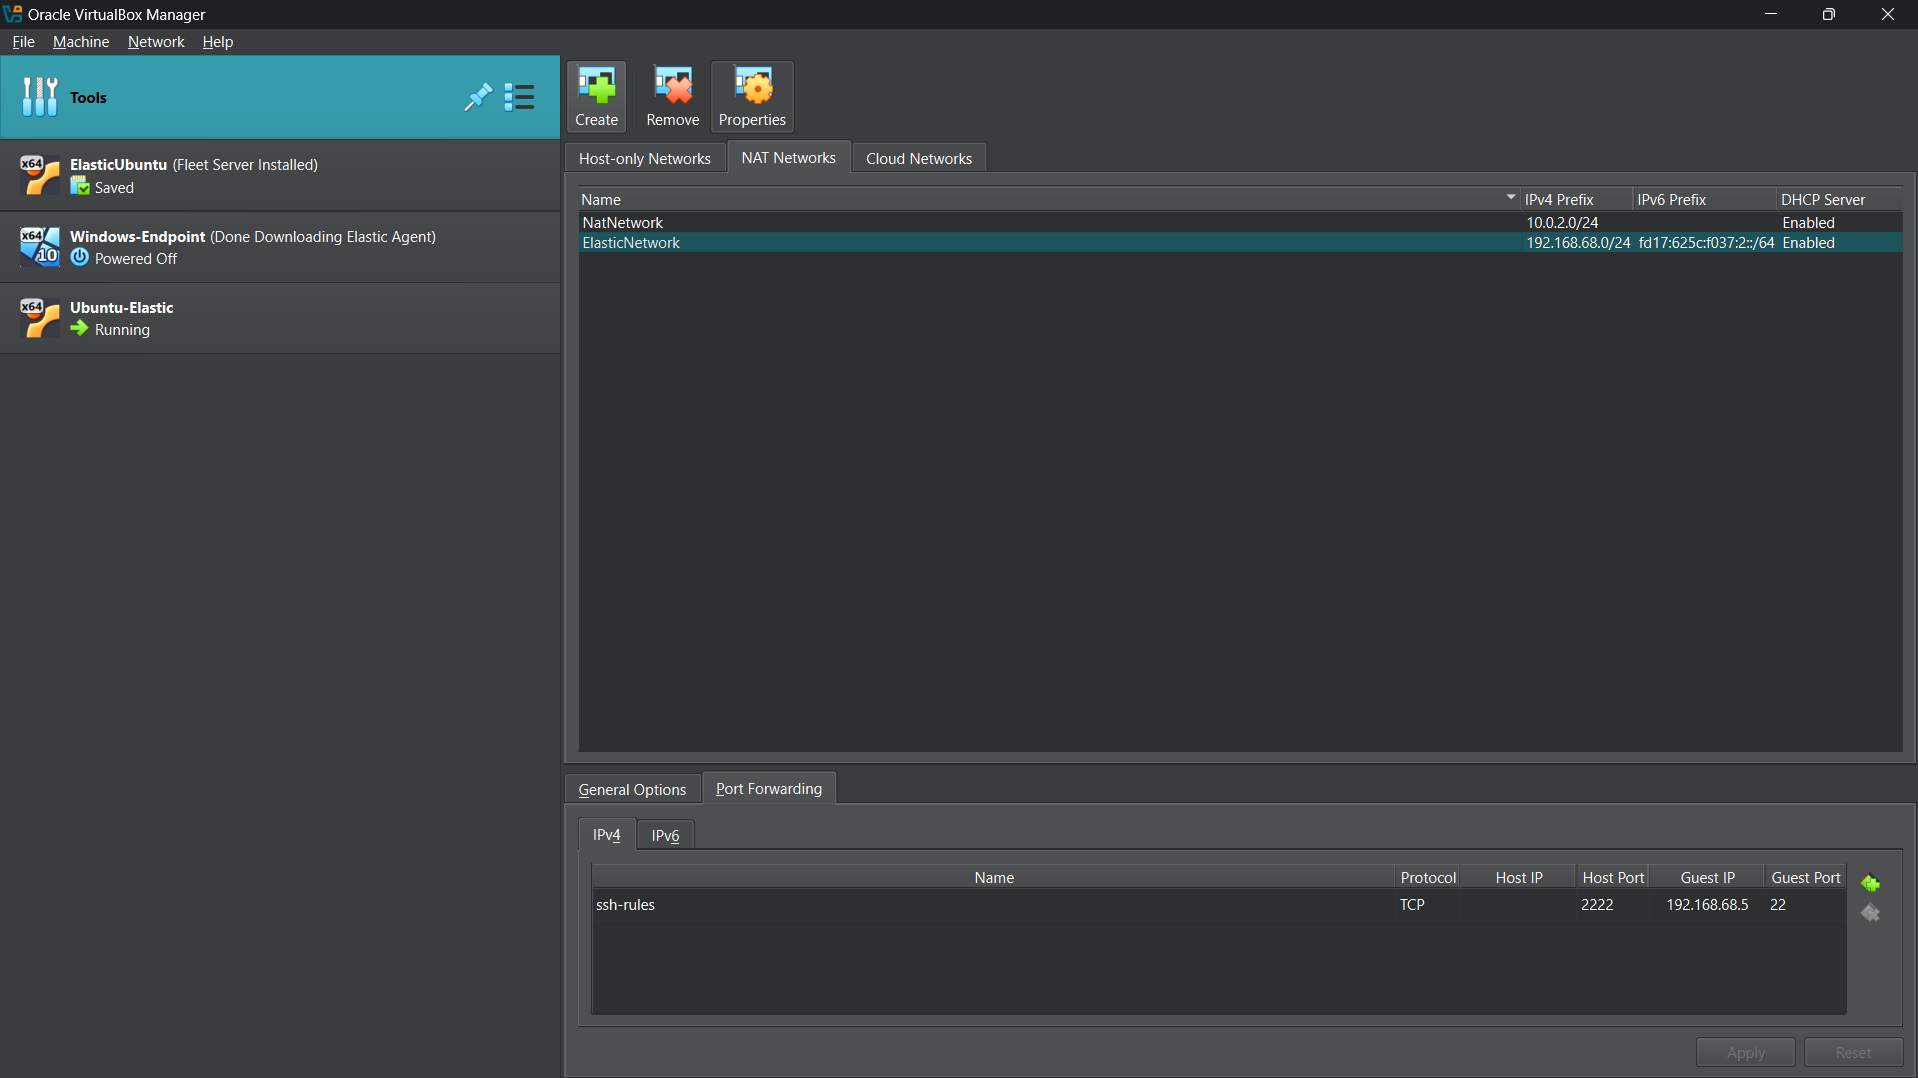 Oracle VirtualBox Manager
File Machine Network Help
Tools
x64 ElasticUbuntu (Fleet Server Installed)
Saved
x64 10 Windows-Endpoint (Done Downloading Elastic Agent)
Powered Off
x64 Ubuntu-Elastic
Running
Create Remove Properties
Host-only Networks NAT Networks Cloud Networks
Name IPv4 Prefix IPv6 Prefix DHCP Server
NatNetwork 10.0.2.0/24 Enabled
ElasticNetwork 192.168.68.0/24 fd17:625c:f037:2::/64 Enabled
General Options Port Forwarding
IPv4 IPv6
Name Protocol Host IP Host Port Guest IP Guest Port
ssh-rules TCP 2222 192.168.68.5 22
Apply Reset